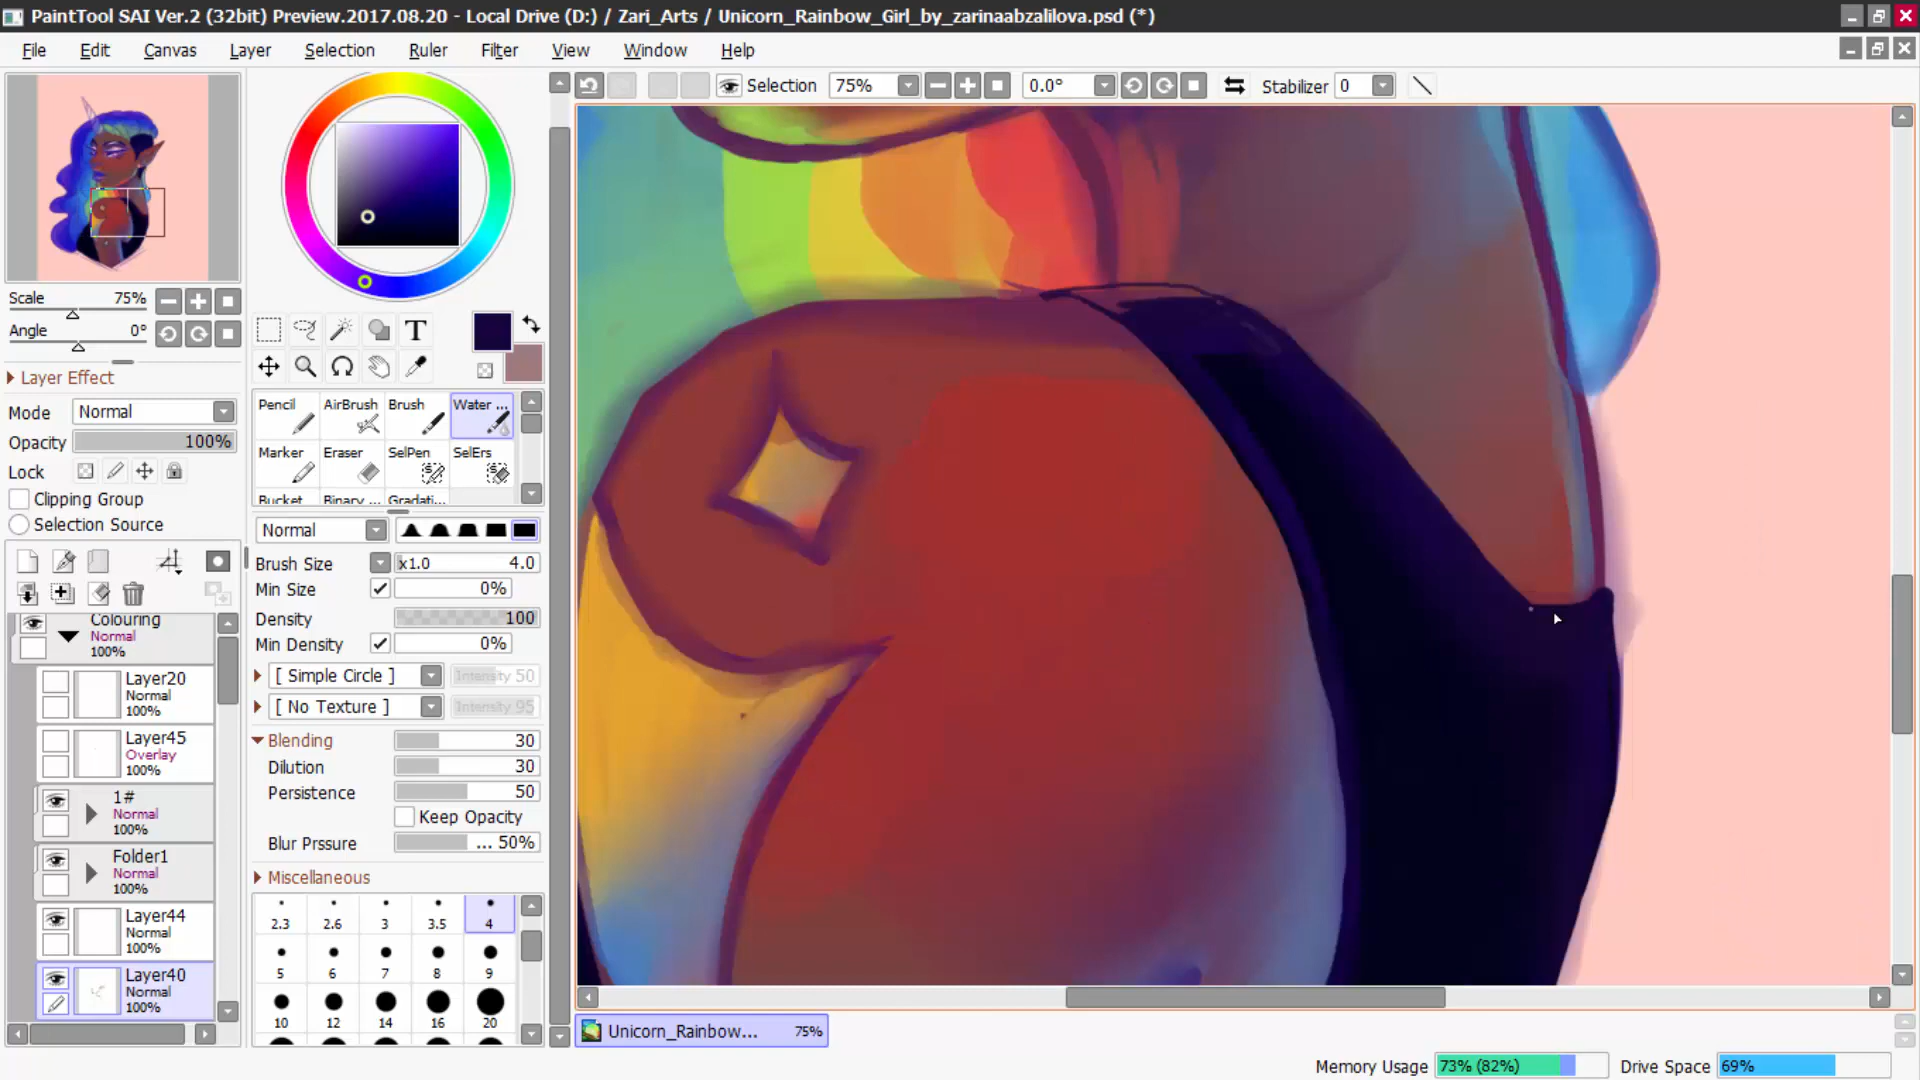 PaintTool SAI Ver.2 (32bit) Preview.2017.08.20 - Local Drive (D:) / Zari_Arts / Unicorn_Rainbow_Girl_by_zarinaabzalilova.psd (*)
File Edit Canvas Layer Selection Ruler Filter View Window Help
Selection 75% 0.0° Stabilizer 0
Scale 75%
Angle 0°
Layer Effect
Mode Normal
Opacity 100%
Lock
Clipping Group
Selection Source
Colouring
Normal
100%
Layer20
Normal
100%
Layer45
Overlay
100%
1#
Normal
100%
Folder1
Normal
100%
Layer44
Normal
100%
Layer40
Normal
100%
T
Pencil AirBrush Brush Water ...
Marker Eraser SelPen SelErs
Bucket Binary ... Gradati...
Normal
Brush Size x1.0 4.0
Min Size 0%
Density 100
Min Density 0%
[ Simple Circle ] Intensity 50
[ No Texture ] Intensity 95
Blending 30
Dilution 30
Persistence 50
Keep Opacity
Blur Prssure ... 50%
Miscellaneous
2.3 2.6 3 3.5 4
5 6 7 8 9
10 12 14 16 20
Unicorn_Rainbow... 75%
Memory Usage 73% (82%) Drive Space 69%